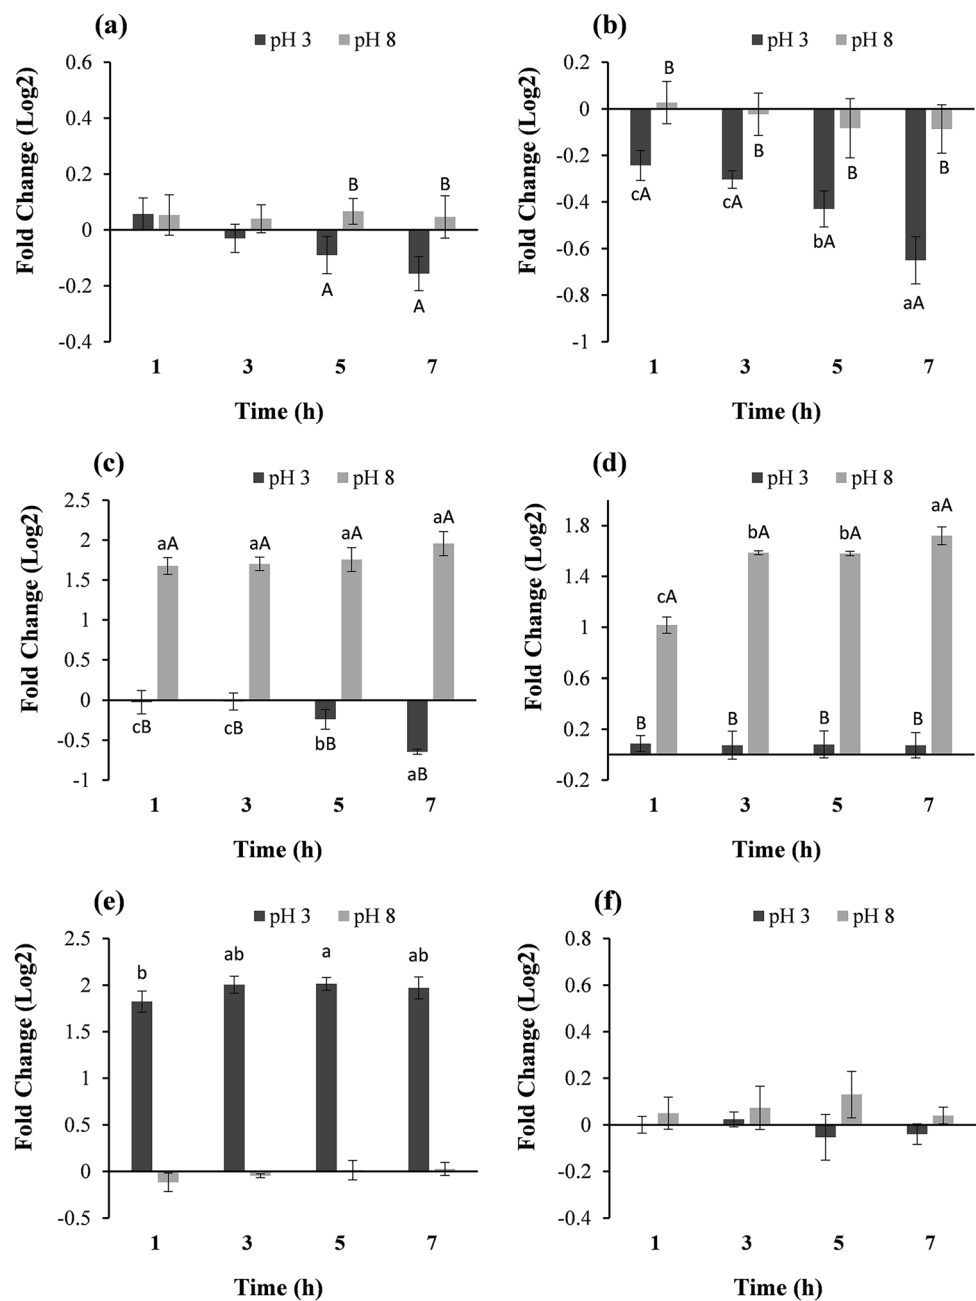 (a)
pH 3 pH 8
Fold Change (Log2)
0.6
0.4
0.2
0
-0.2
-0.4
B B
A A
1 3 5 7
Time (h)
(b)
pH 3 pH 8
Fold Change (Log2)
0.2
0
-0.2
-0.4
-0.6
-0.8
-1
B
B B B
cA cA bA aA
1 3 5 7
Time (h)
(c)
pH 3 pH 8
Fold Change (Log2)
2.5
2
1.5
1
0.5
0
-0.5
-1
aA aA aA aA
cB cB bB aB
1 3 5 7
Time (h)
(d)
pH 3 pH 8
Fold Change (Log2)
1.8
1.4
1
0.6
0.2
-0.2
cA bA bA aA
B B B B
1 3 5 7
Time (h)
(e)
pH 3 pH 8
Fold Change (Log2)
2.5
2
1.5
1
0.5
0
-0.5
b ab a ab
1 3 5 7
Time (h)
(f)
pH 3 pH 8
Fold Change (Log2)
0.8
0.6
0.4
0.2
0
-0.2
-0.4
1 3 5 7
Time (h)